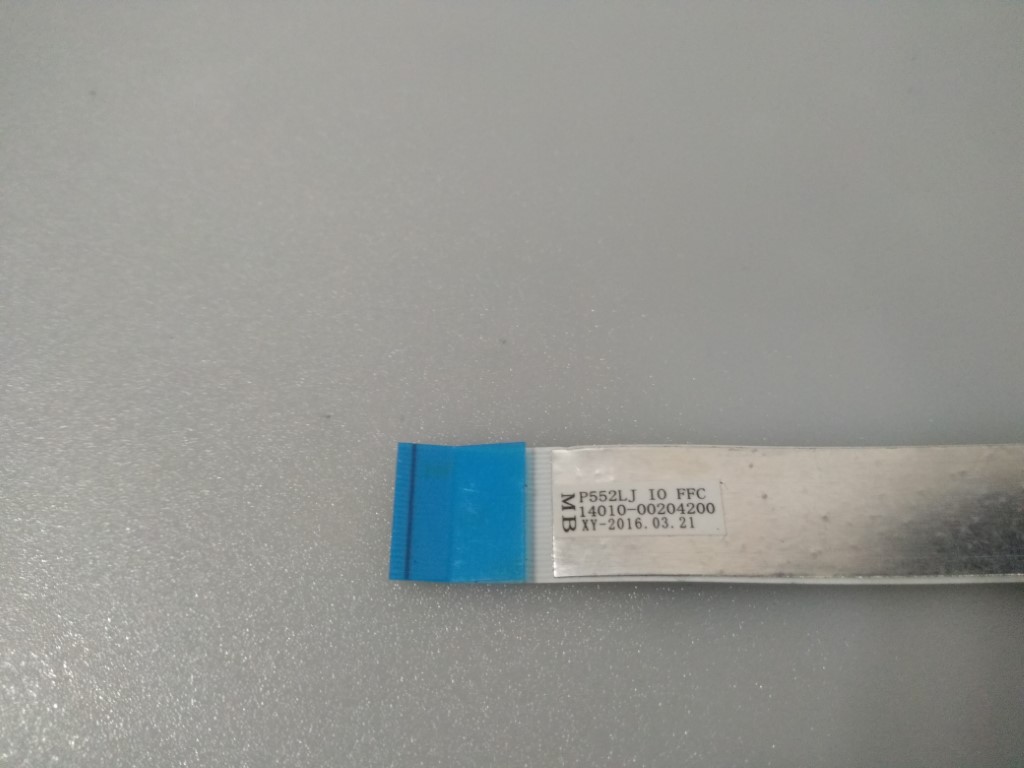 MB
P552LJ IO FFC
14010-00204200
XY-2016.03.21